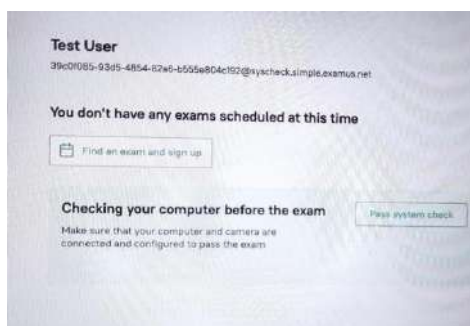 Test User
39c0f085-93d5-4854-82e6-b555e804c192@syscheck.simple.examus.net
You don't have any exams scheduled at this time
Find an exam and sign up
Checking your computer before the exam
Pass system check
Make sure that your computer and camera are
connected and configured to pass the exam